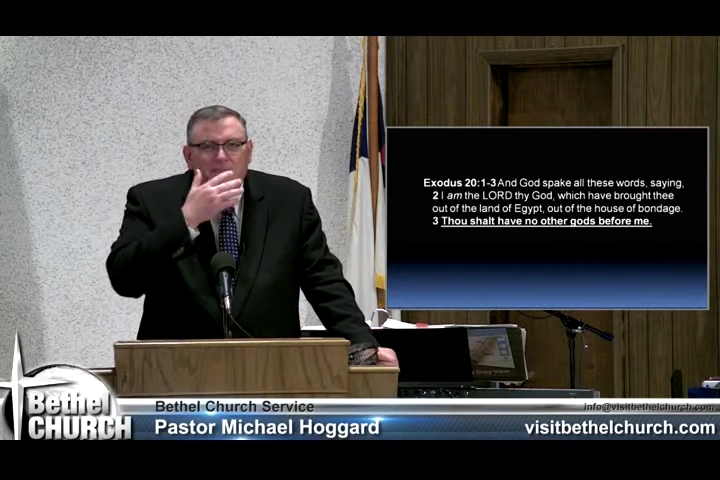 Exodus 20:1-3 And God spake all these words, saying,
2 I am the LORD thy God, which have brought thee
out of the land of Egypt, out of the house of bondage.
3 Thou shalt have no other gods before me.
Bethel
CHURCH
Bethel Church Service
info@visitbethelchurch.com
Pastor Michael Hoggard
visitbethelchurch.com